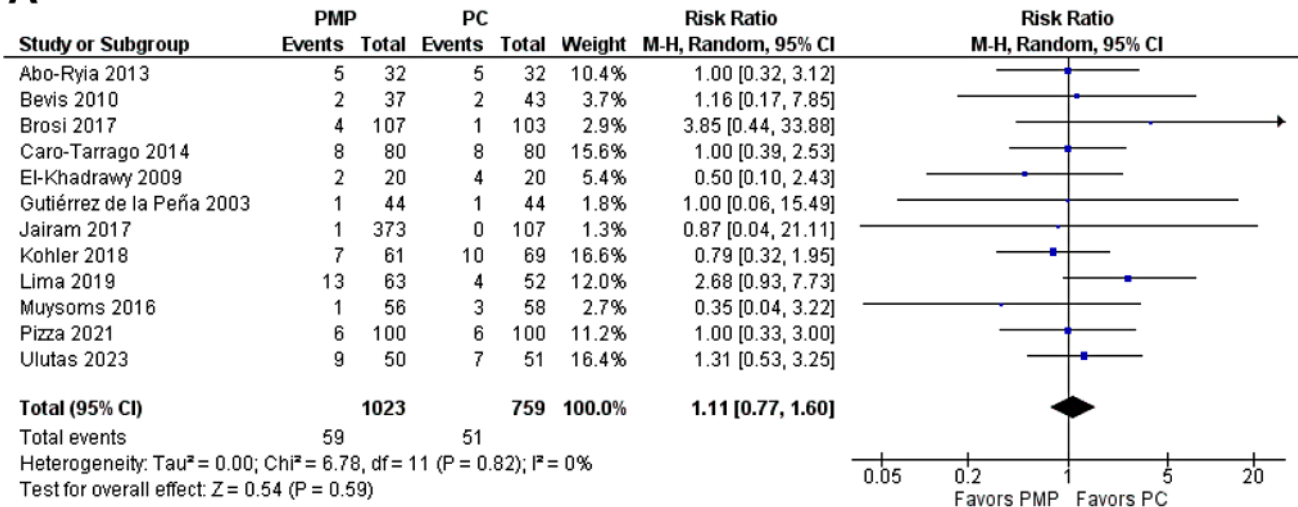 PMP PC Risk Ratio Risk Ratio
Study or Subgroup Events Total Events Total Weight M-H, Random, 95% CI M-H, Random, 95% CI
Abo-Ryia 2013 5 32 5 32 10.4% 1.00 [0.32, 3.12]
Bevis 2010 2 37 2 43 3.7% 1.16 [0.17, 7.85]
Brosi 2017 4 107 1 103 2.9% 3.85 [0.44, 33.88]
Caro-Tarrago 2014 8 80 8 80 15.6% 1.00 [0.39, 2.53]
El-Khadrawy 2009 2 20 4 20 5.4% 0.50 [0.10, 2.43]
Gutiérrez de la Peña 2003 1 44 1 44 1.8% 1.00 [0.06, 15.49]
Jairam 2017 1 373 0 107 1.3% 0.87 [0.04, 21.11]
Kohler 2018 7 61 10 69 16.6% 0.79 [0.32, 1.95]
Lima 2019 13 63 4 52 12.0% 2.68 [0.93, 7.73]
Muysoms 2016 1 56 3 58 2.7% 0.35 [0.04, 3.22]
Pizza 2021 6 100 6 100 11.2% 1.00 [0.33, 3.00]
Ulutas 2023 9 50 7 51 16.4% 1.31 [0.53, 3.25]
Total (95% CI) 1023 759 100.0% 1.11 [0.77, 1.60]
Total events 59 51
Heterogeneity: Tau² = 0.00; Chi² = 6.78, df = 11 (P = 0.82); I² = 0%
Test for overall effect: Z = 0.54 (P = 0.59)
0.05 0.2 1 5 20
Favors PMP Favors PC